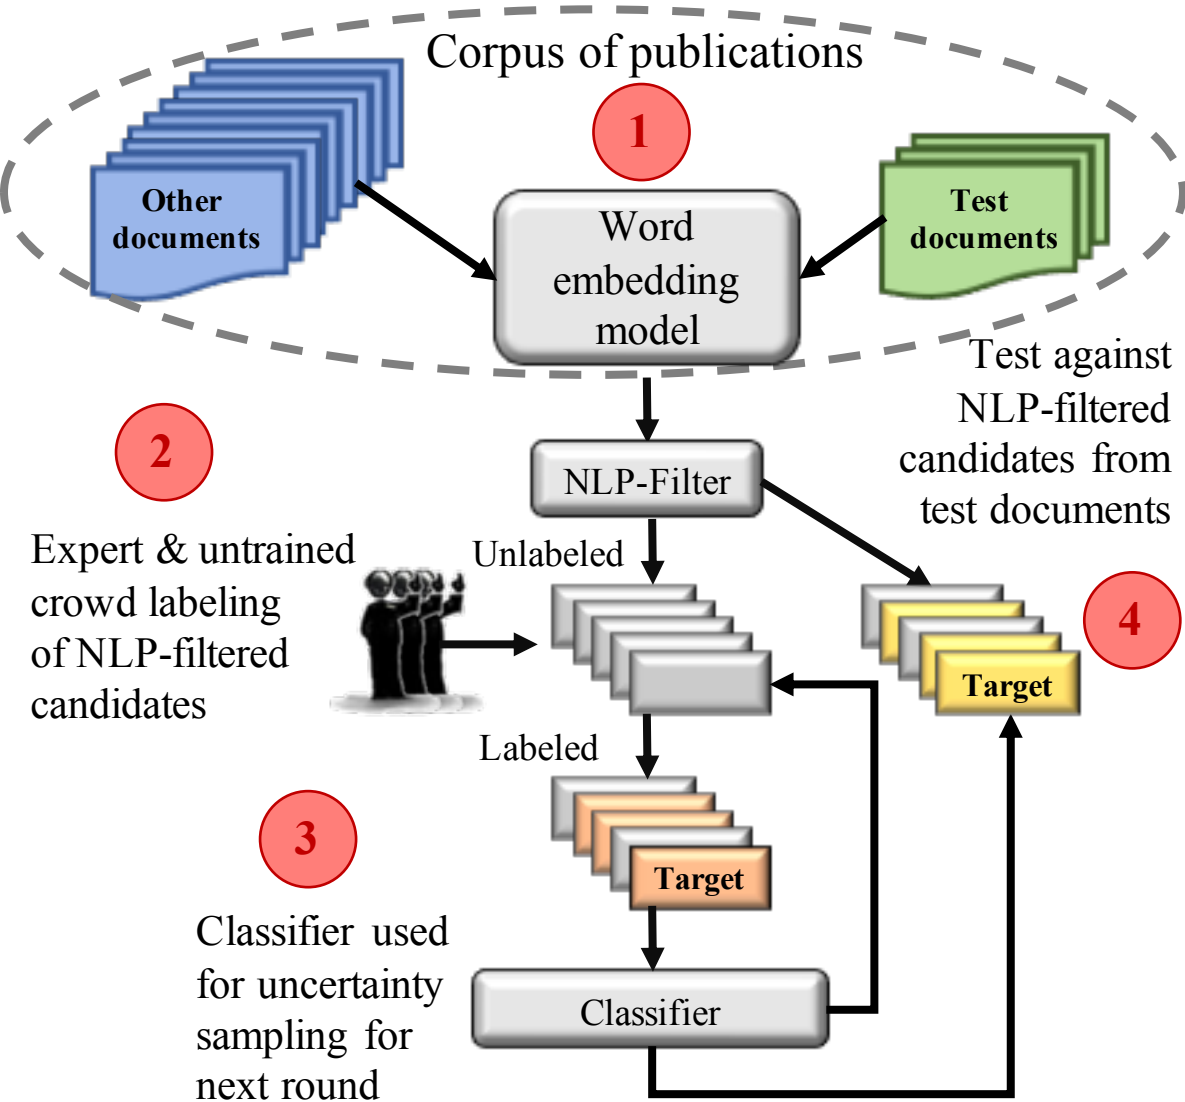 Corpus of publications
1
Other
documents
Test
documents
Word
embedding
model
Test against
NLP-filtered
candidates from
test documents
2
NLP-Filter
Expert & untrained
crowd labeling
of NLP-filtered
candidates
Unlabeled
4
Target
Labeled
3
Target
Classifier used
for uncertainty
sampling for
next round
Classifier